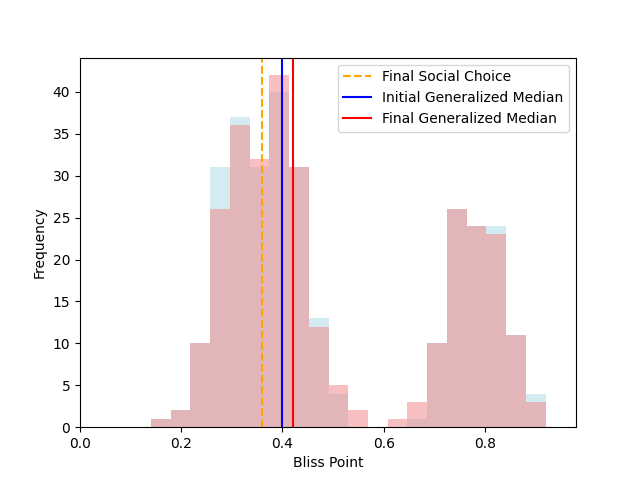 Final Social Choice
Initial Generalized Median
Final Generalized Median
40
35
30
25
20
15
10
5
0
Frequency
0.0 0.2 0.4 0.6 0.8
Bliss Point